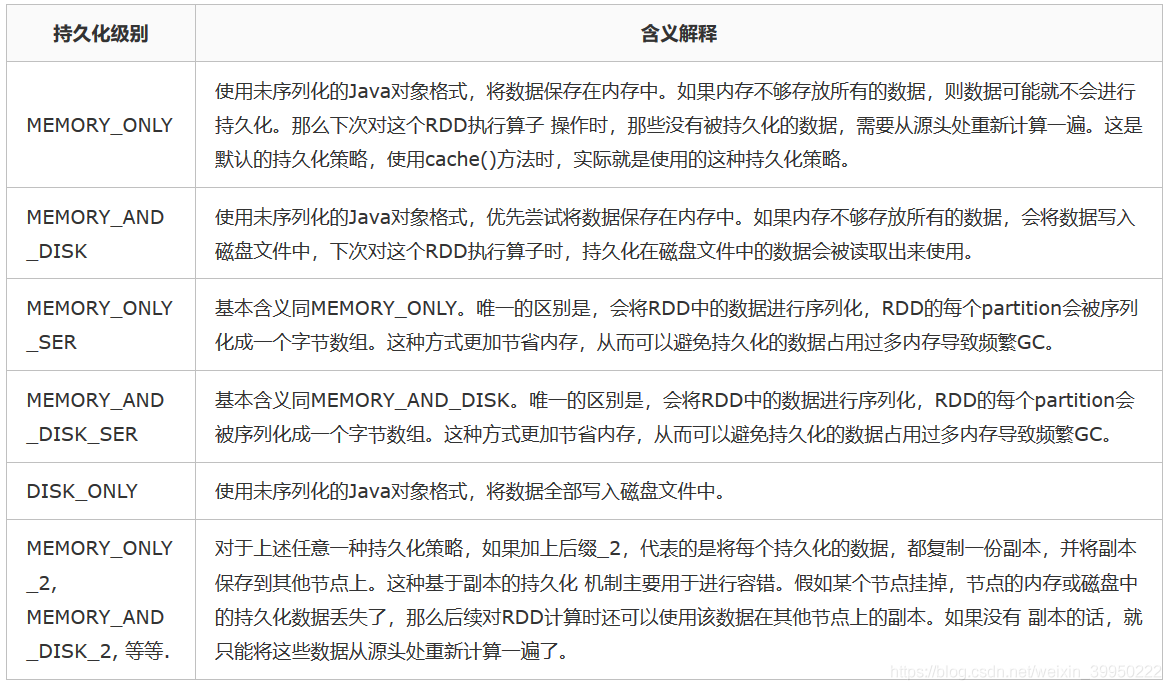 持久化级别
含义解释
MEMORY_ONLY
使用未序列化的Java对象格式，将数据保存在内存中。如果内存不够存放所有的数据，则数据可能就不会进行
持久化。那么下次对这个RDD执行算子 操作时，那些没有被持久化的数据，需要从源头处重新计算一遍。这是
默认的持久化策略，使用cache()方法时，实际就是使用的这种持久化策略。
MEMORY_AND
_DISK
使用未序列化的Java对象格式，优先尝试将数据保存在内存中。如果内存不够存放所有的数据，会将数据写入
磁盘文件中，下次对这个RDD执行算子时，持久化在磁盘文件中的数据会被读取出来使用。
MEMORY_ONLY
_SER
基本含义同MEMORY_ONLY。唯一的区别是，会将RDD中的数据进行序列化，RDD的每个partition会被序列
化成一个字节数组。这种方式更加节省内存，从而可以避免持久化的数据占用过多内存导致频繁GC。
MEMORY_AND
_DISK_SER
基本含义同MEMORY_AND_DISK。唯一的区别是，会将RDD中的数据进行序列化，RDD的每个partition会
被序列化成一个字节数组。这种方式更加节省内存，从而可以避免持久化的数据占用过多内存导致频繁GC。
DISK_ONLY
使用未序列化的Java对象格式，将数据全部写入磁盘文件中。
MEMORY_ONLY
_2,
MEMORY_AND
_DISK_2, 等等.
对于上述任意一种持久化策略，如果加上后缀_2，代表的是将每个持久化的数据，都复制一份副本，并将副本
保存到其他节点上。这种基于副本的持久化 机制主要用于进行容错。假如某个节点挂掉，节点的内存或磁盘中
的持久化数据丢失了，那么后续对RDD计算时还可以使用该数据在其他节点上的副本。如果没有 副本的话，就
只能将这些数据从源头处重新计算一遍了。
https://blog.csdn.net/weixin_39950222